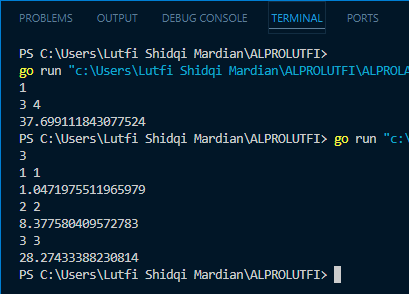 PROBLEMS OUTPUT DEBUG CONSOLE TERMINAL PORTS
PS C:\Users\Lutfi Shidqi Mardian\ALPROLUTFI>
go run "c:\Users\Lutfi Shidqi Mardian\ALPROLUTFI\ALPROLA
1
3 4
37.699111843077524
PS C:\Users\Lutfi Shidqi Mardian\ALPROLUTFI> go run "c:\
3
1 1
1.0471975511965979
2 2
8.377580409572783
3 3
28.27433388230814
PS C:\Users\Lutfi Shidqi Mardian\ALPROLUTFI>